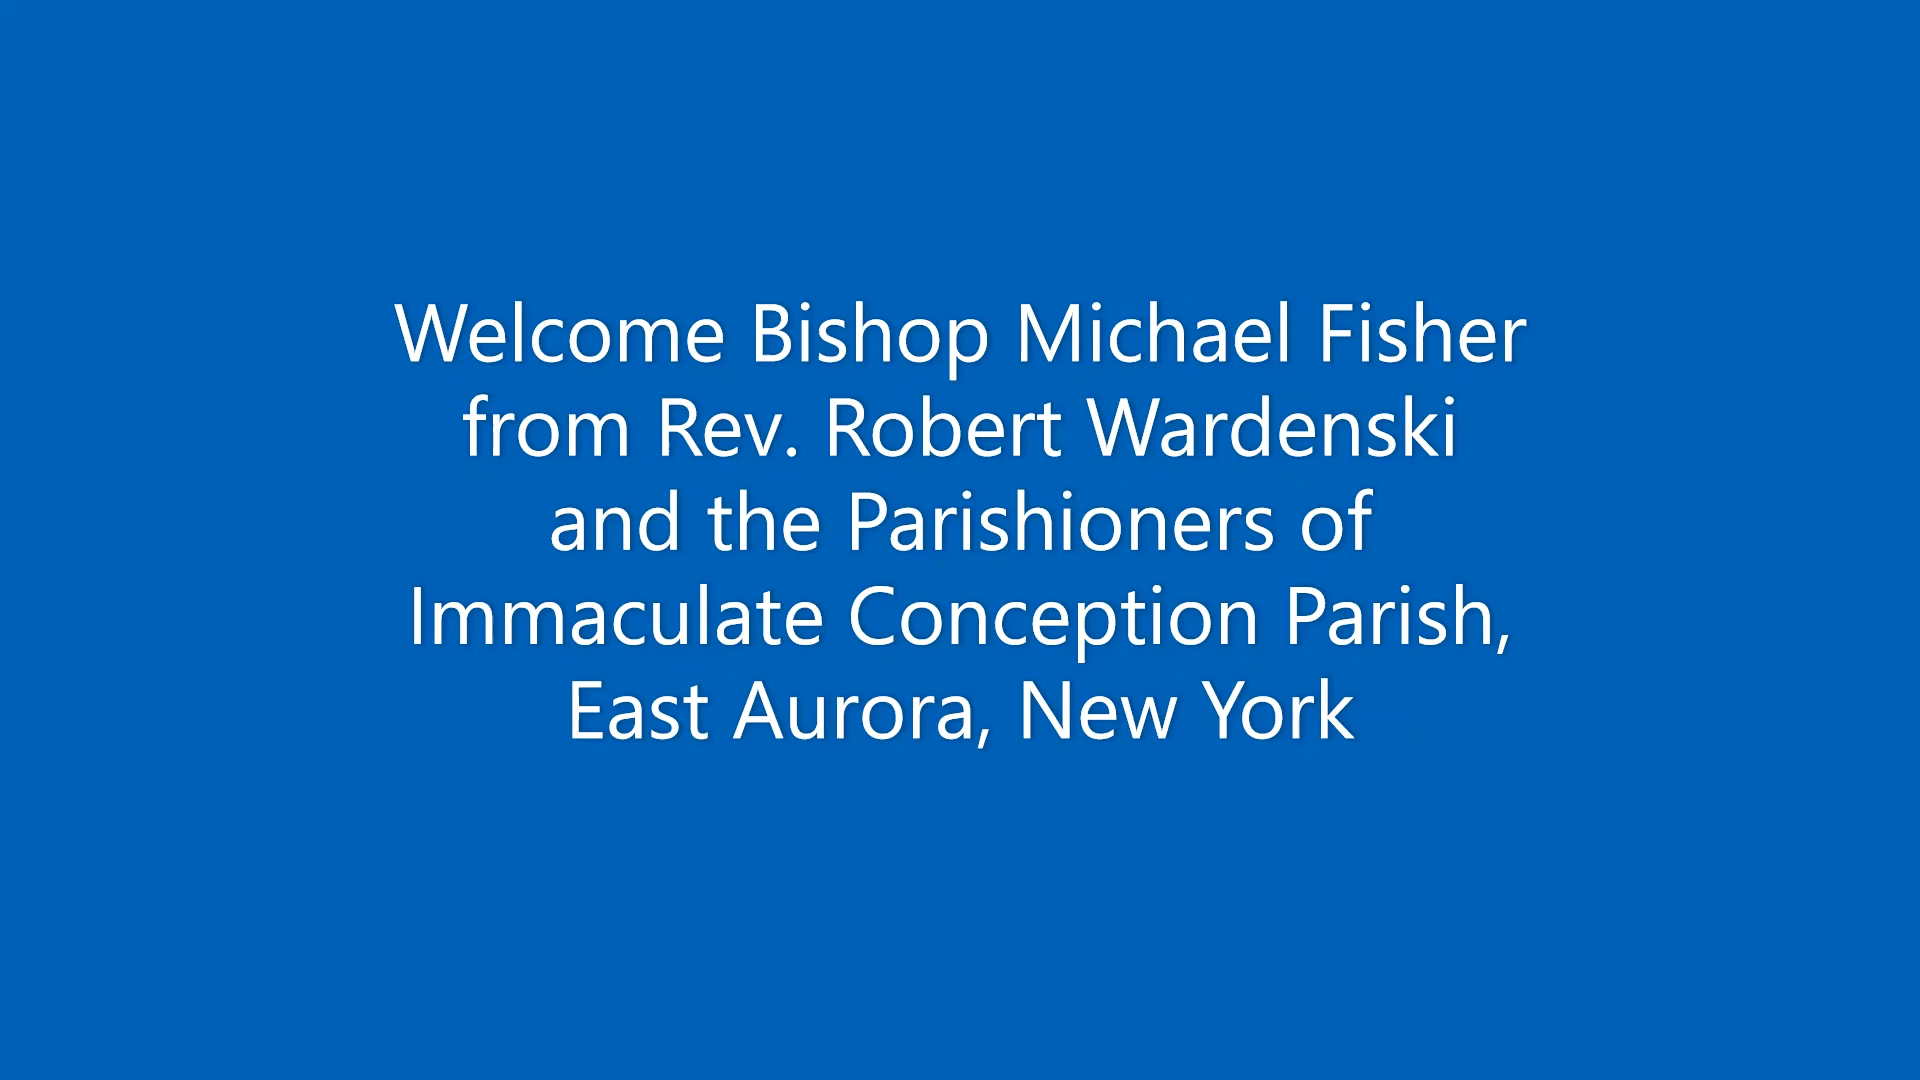 Welcome Bishop Michael Fisher
from Rev. Robert Wardenski
and the Parishioners of
Immaculate Conception Parish,
East Aurora, New York